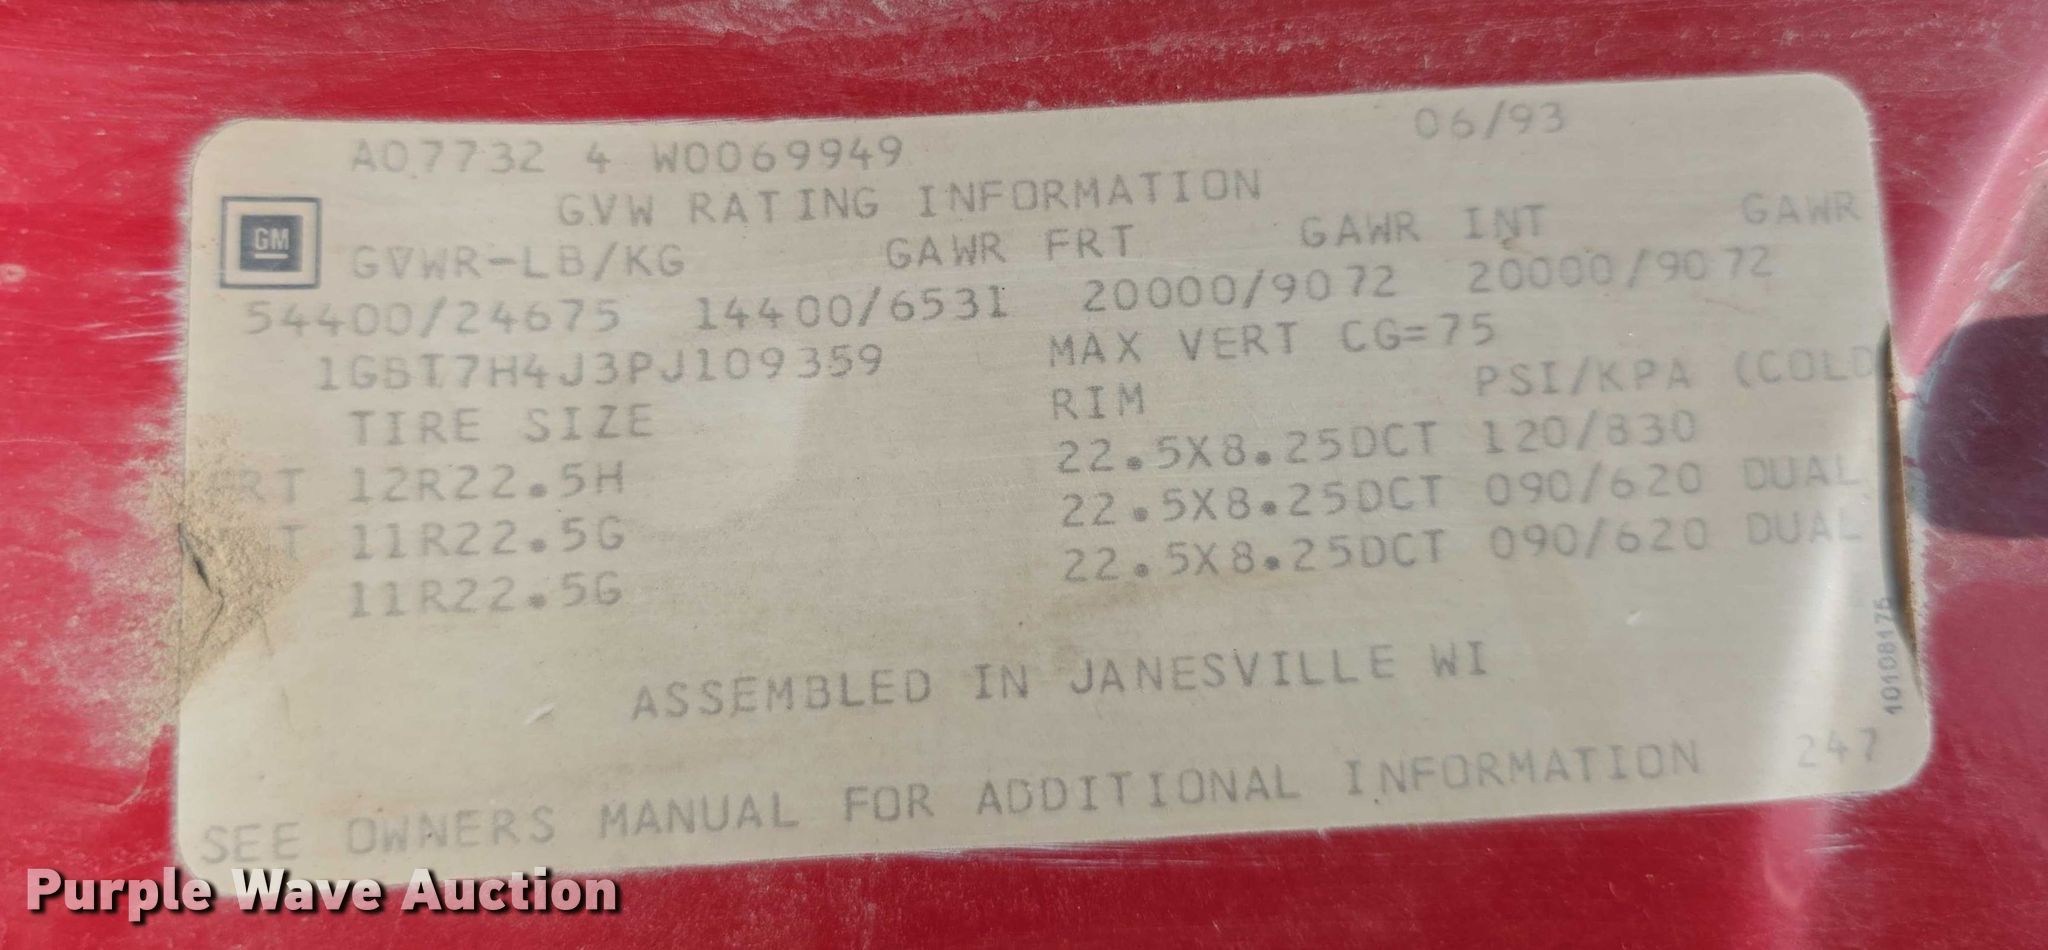 A07732 4 W0069949 06/93
GVW RATING INFORMATION
GM
GVWR-LB/KG GAWR FRT GAWR INT GAWR
54400/24675 14400/6531 20000/9072 20000/9072
1GBT7H4J3PJ109359 MAX VERT CG=75
TIRE SIZE RIM PSI/KPA (COLD
FRT 12R22.5H 22.5X8.25DCT 120/830
11R22.5G 22.5X8.25DCT 090/620 DUAL
11R22.5G 22.5X8.25DCT 090/620 DUAL
ASSEMBLED IN JANESVILLE WI
10108175
SEE OWNERS MANUAL FOR ADDITIONAL INFORMATION 247
Purple Wave Auction